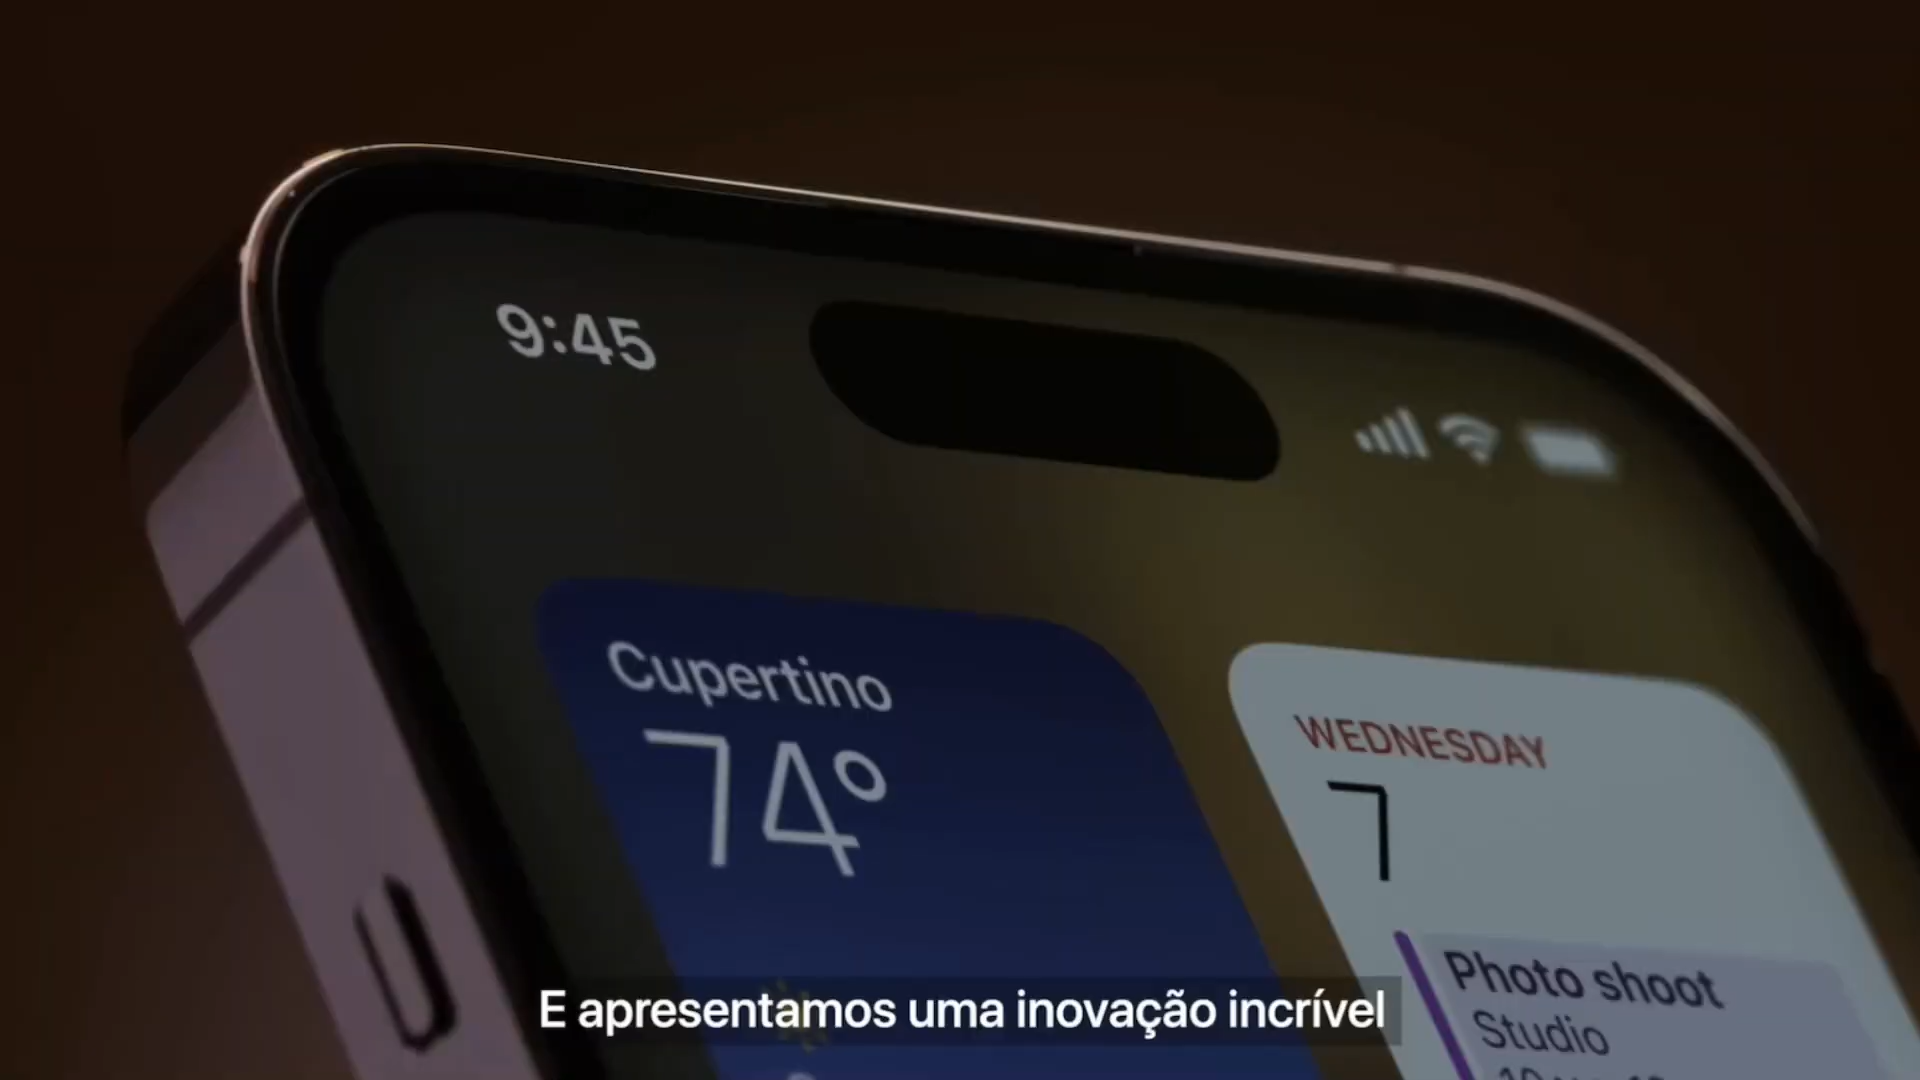 9:45
Cupertino
74°
WEDNESDAY
7
Photo shoot
Studio
E apresentamos uma inovação incrível